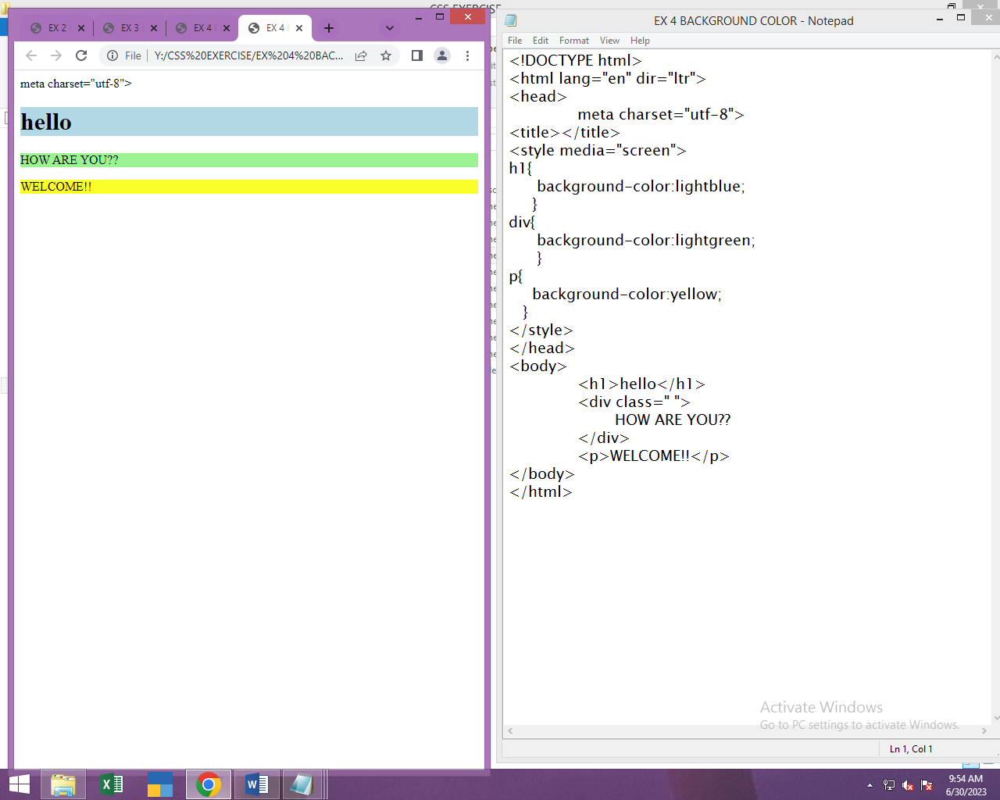 CSS EXERCISE
EX 2
EX 3
EX 4
EX 4
File
Y:/CSS%20EXERCISE/EX%204%20BAC...
meta charset="utf-8">
hello
HOW ARE YOU??
WELCOME!!
EX 4 BACKGROUND COLOR - Notepad
File Edit Format View Help
<!DOCTYPE html>
<html lang="en" dir="ltr">
<head>
meta charset="utf-8">
<title></title>
<style media="screen">
h1{
background-color:lightblue;
}
div{
background-color:lightgreen;
}
p{
background-color:yellow;
}
</style>
</head>
<body>
<h1>hello</h1>
<div class=" ">
HOW ARE YOU??
</div>
<p>WELCOME!!</p>
</body>
</html>
Activate Windows
Go to PC settings to activate Windows.
Ln 1, Col 1
9:54 AM
6/30/2023